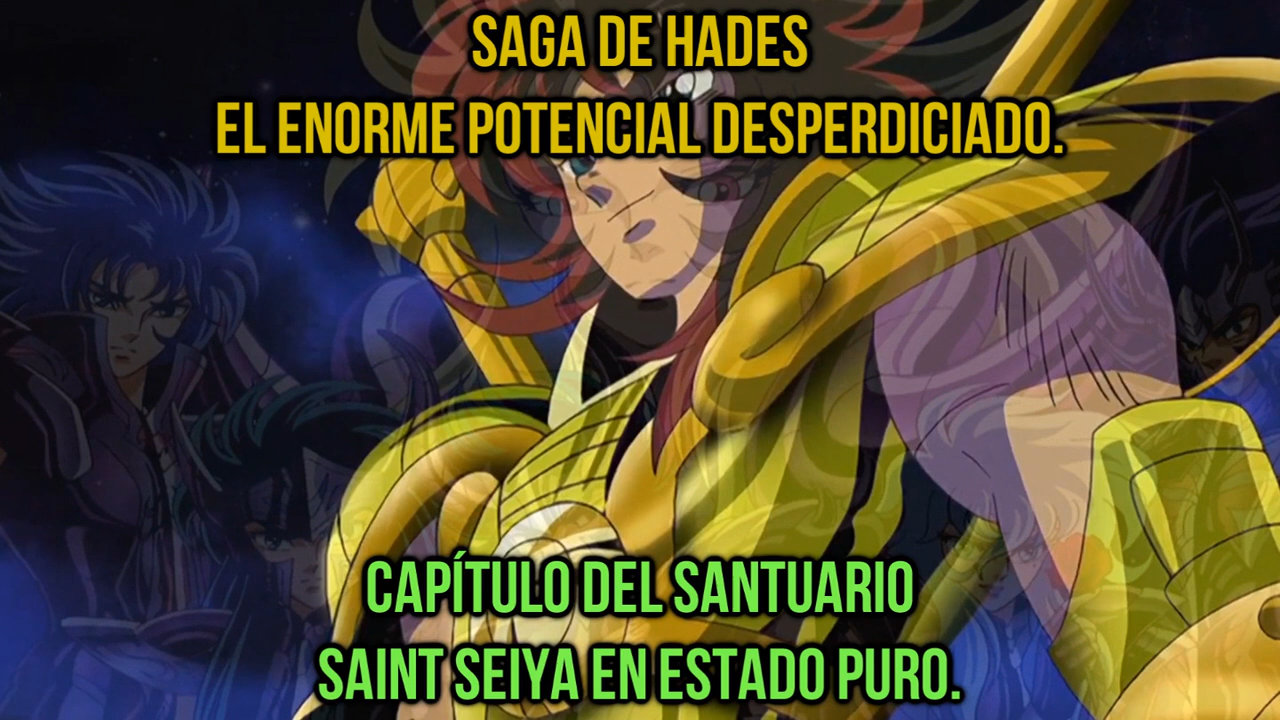 SAGA DE HADES
EL ENORME POTENCIAL DESPERDICIADO.
CAPÍTULO DEL SANTUARIO
SAINT SEIYA EN ESTADO PURO.